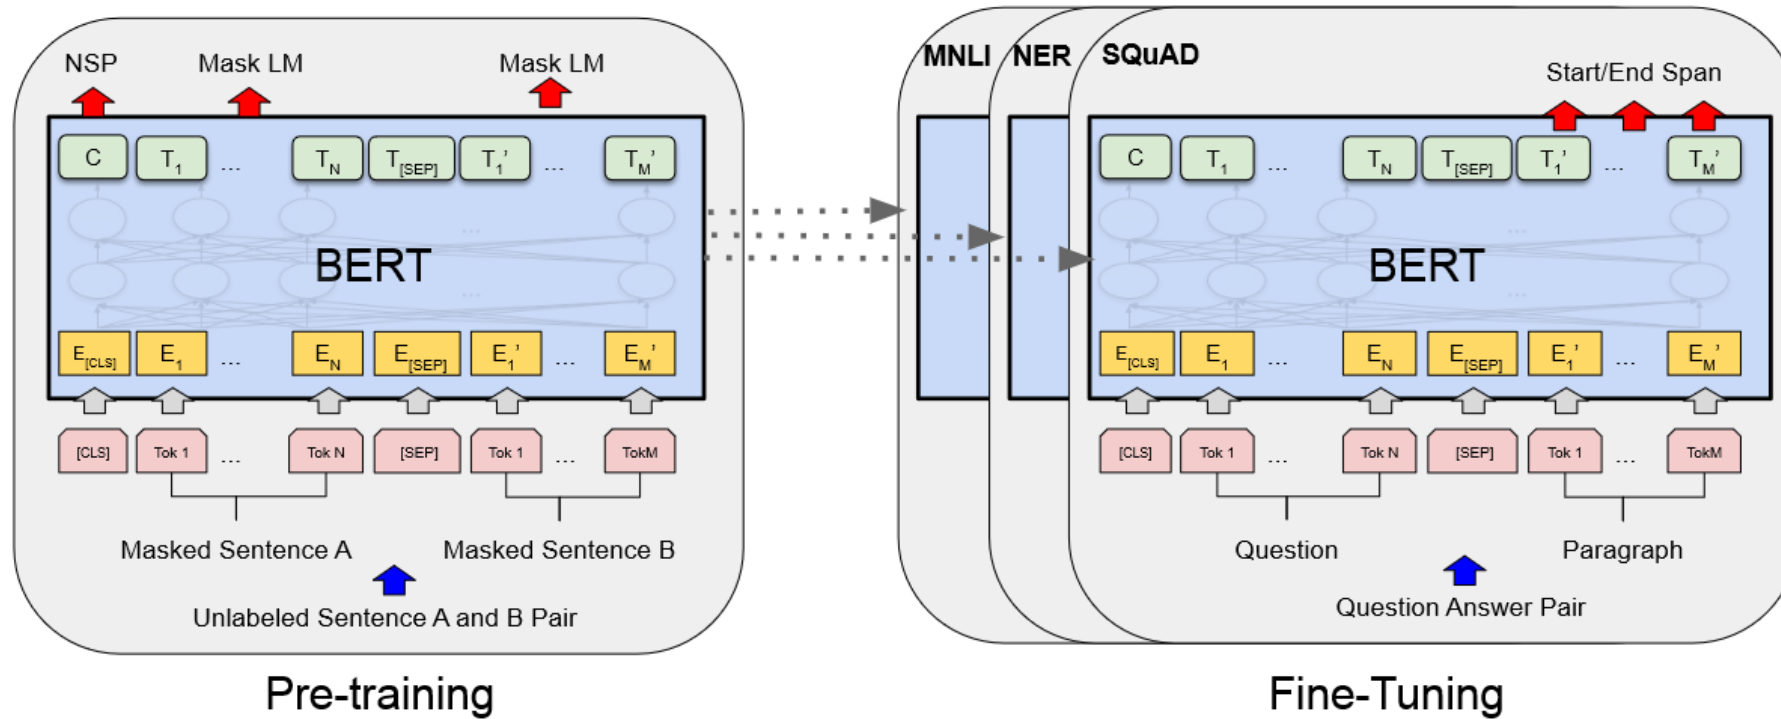 NSP Mask LM Mask LM
C T1 ... TN T[SEP] T1' ... TM'
...
BERT
...
E[CLS] E1 ... EN E[SEP] E1' ... EM'
[CLS] Tok 1 ... Tok N [SEP] Tok 1 ... TokM
Masked Sentence A Masked Sentence B
Unlabeled Sentence A and B Pair
Pre-training
MNLI NER SQuAD
Start/End Span
C T1 ... TN T[SEP] T1' ... TM'
...
BERT
...
E[CLS] E1 ... EN E[SEP] E1' ... EM'
[CLS] Tok 1 ... Tok N [SEP] Tok 1 ... TokM
Question Paragraph
Question Answer Pair
Fine-Tuning